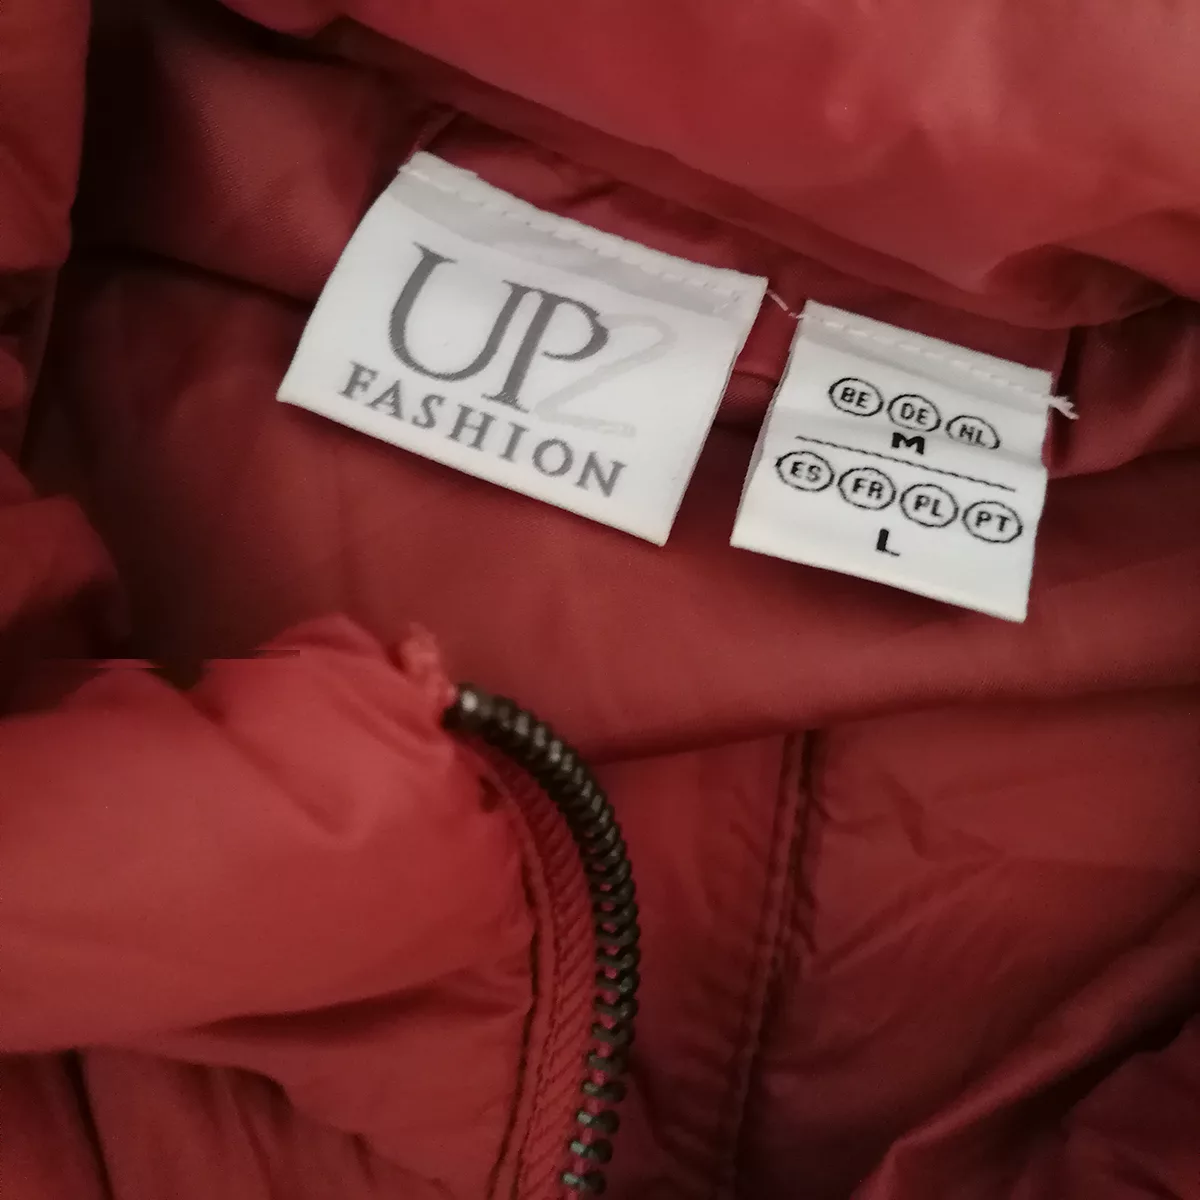 UP2
FASHION
BE DE NL
M
ES FR PL PT
L